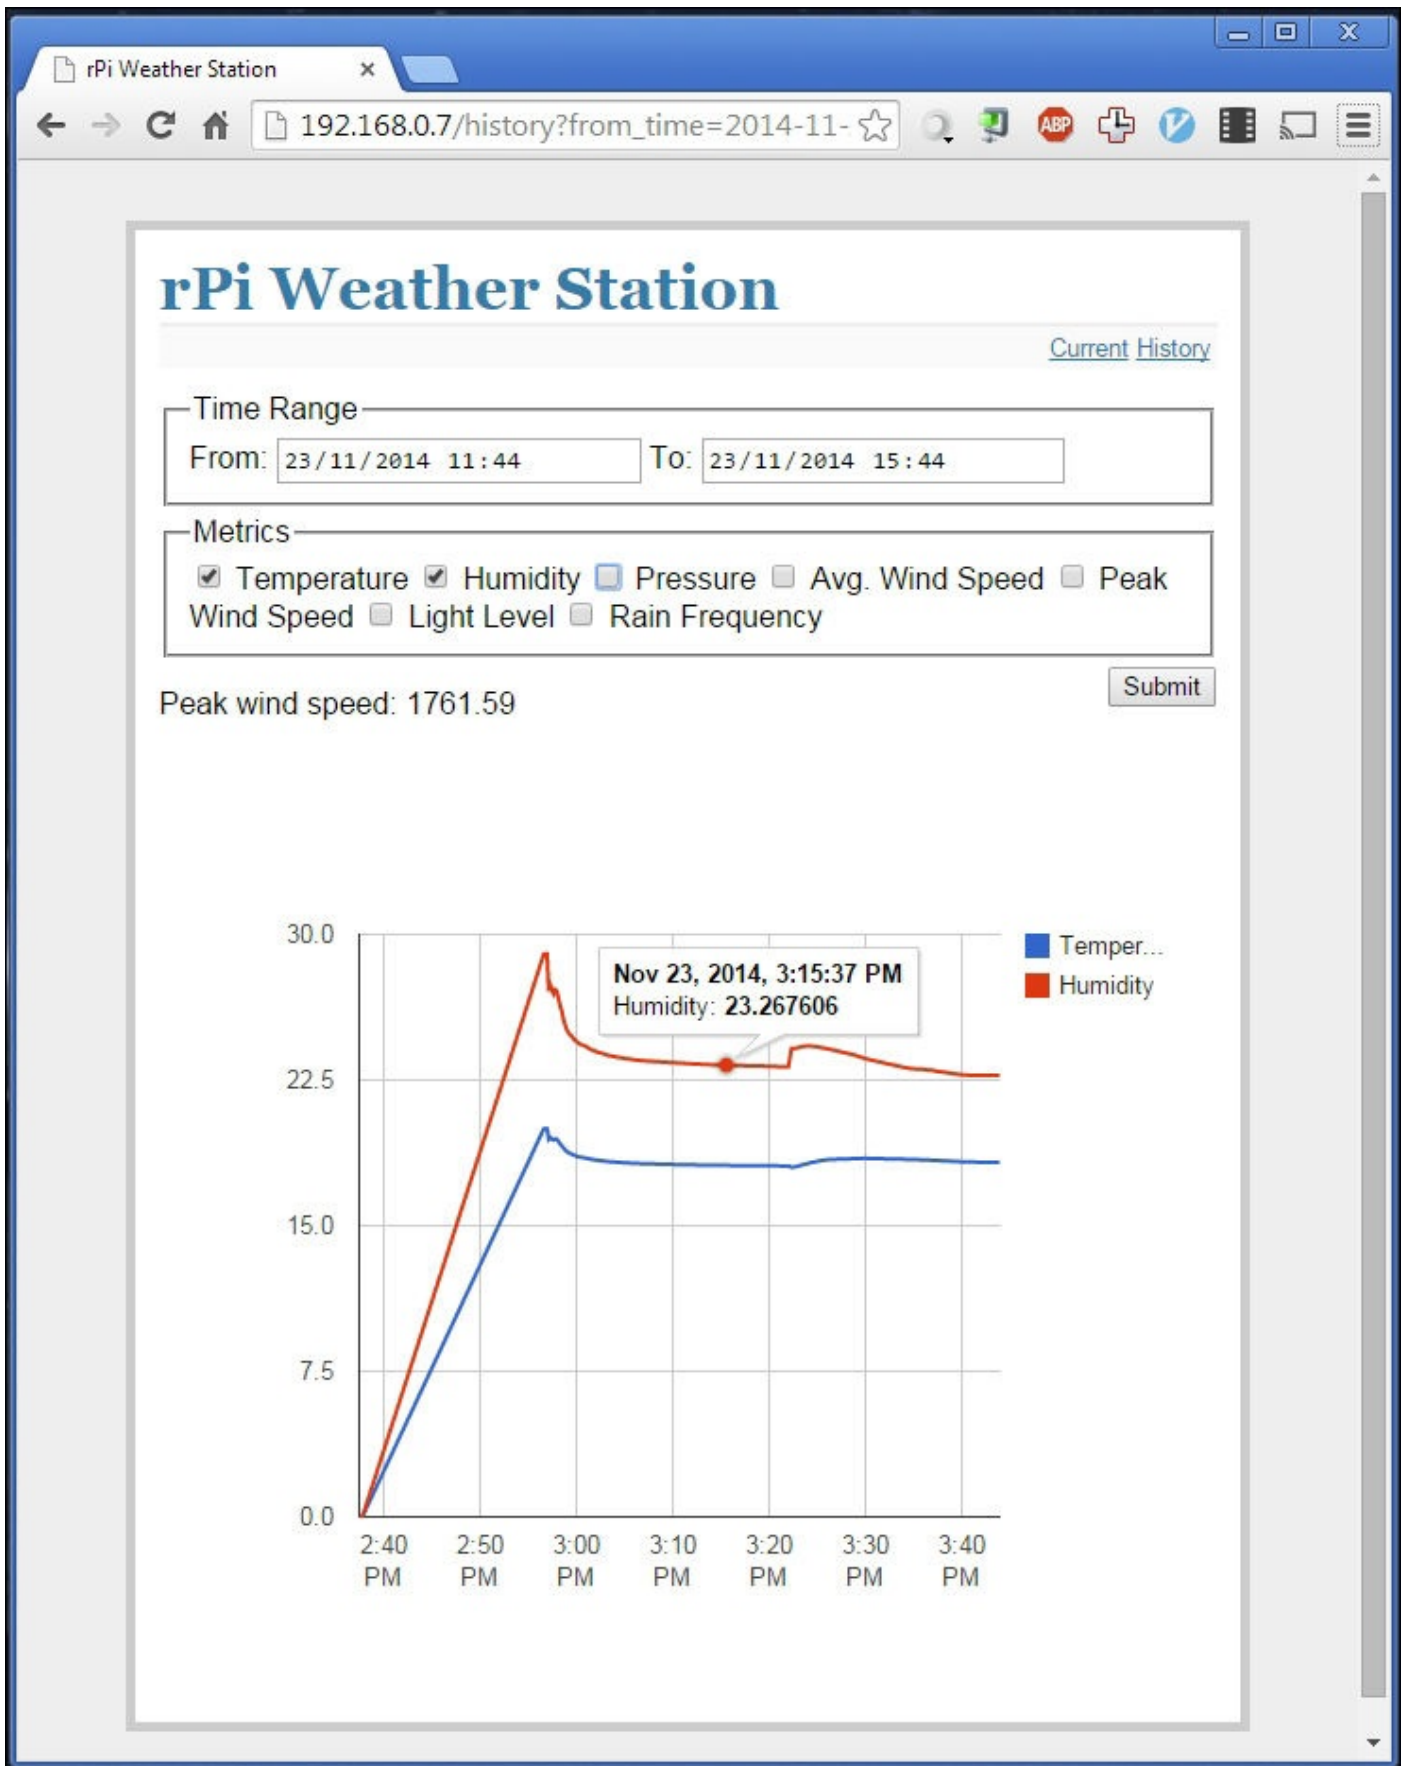 rPi Weather Station
192.168.0.7/history?from_time=2014-11-
ABP
rPi Weather Station
Current History
Time Range
From: 23/11/2014 11:44 To: 23/11/2014 15:44
Metrics
Temperature Humidity Pressure Avg. Wind Speed Peak
Wind Speed Light Level Rain Frequency
Submit
Peak wind speed: 1761.59
30.0
22.5
15.0
7.5
0.0
Nov 23, 2014, 3:15:37 PM
Humidity: 23.267606
Temper...
Humidity
2:40 2:50 3:00 3:10 3:20 3:30 3:40
PM PM PM PM PM PM PM